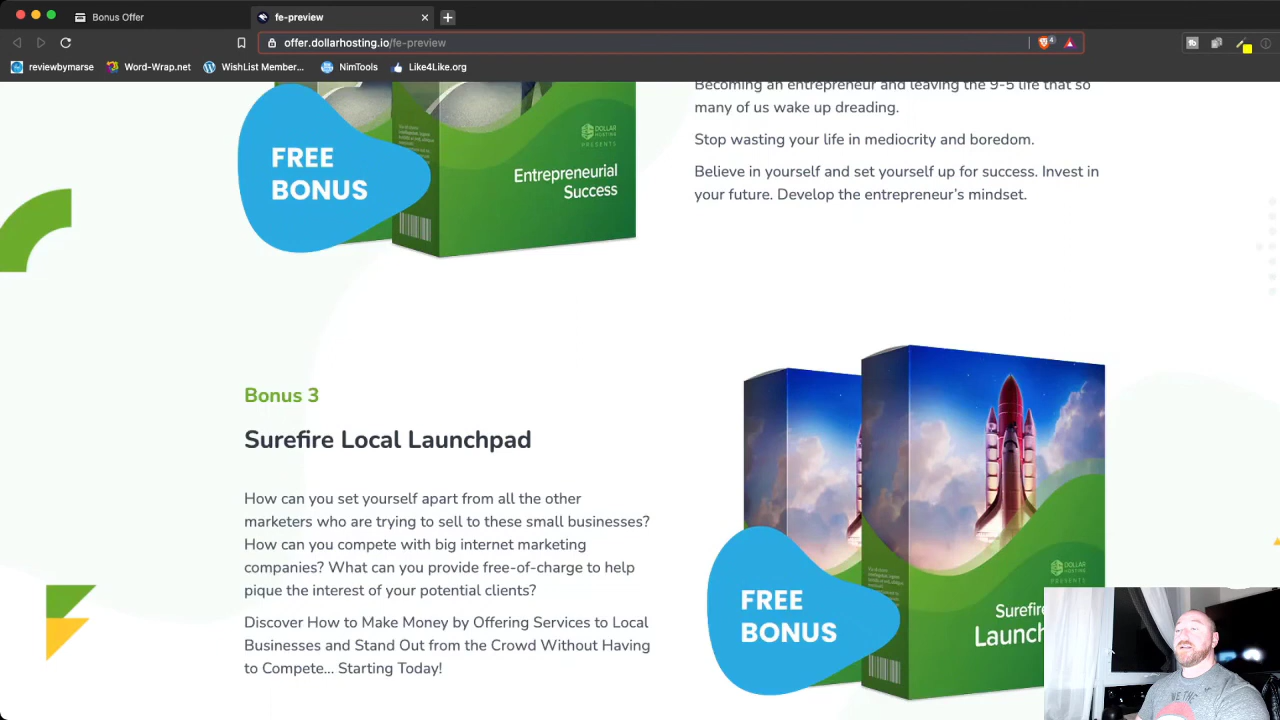 Bonus Offer
fe-preview
offer.dollarhosting.io/fe-preview
4
reviewbymarse
Word-Wrap.net
WishList Member...
NimTools
Like4Like.org
Becoming an entrepreneur and leaving the 9-5 life that so
many of us wake up dreading.
Stop wasting your life in mediocrity and boredom.
Believe in yourself and set yourself up for success. Invest in
your future. Develop the entrepreneur's mindset.
FREE
BONUS
DOLLAR
HOSTING
PRESENTS
Entrepreneurial
Success
Bonus 3
Surefire Local Launchpad
How can you set yourself apart from all the other
marketers who are trying to sell to these small businesses?
How can you compete with big internet marketing
companies? What can you provide free-of-charge to help
pique the interest of your potential clients?
Discover How to Make Money by Offering Services to Local
Businesses and Stand Out from the Crowd Without Having
to Compete... Starting Today!
FREE
BONUS
DOLLAR
HOSTING
PRESENTS
Surefire
Launch